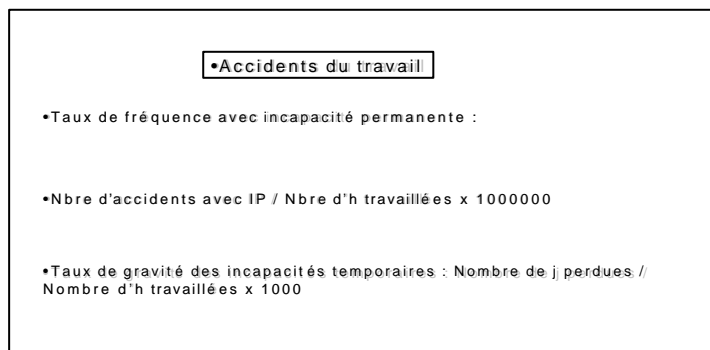 •Accidents du travail
•Taux de fréquence avec incapacité permanente :
•Nbre d'accidents avec IP / Nbre d'h travaillées x 1000000
•Taux de gravité des incapacités temporaires : Nombre de j perdues /
Nombre d'h travaillées x 1000